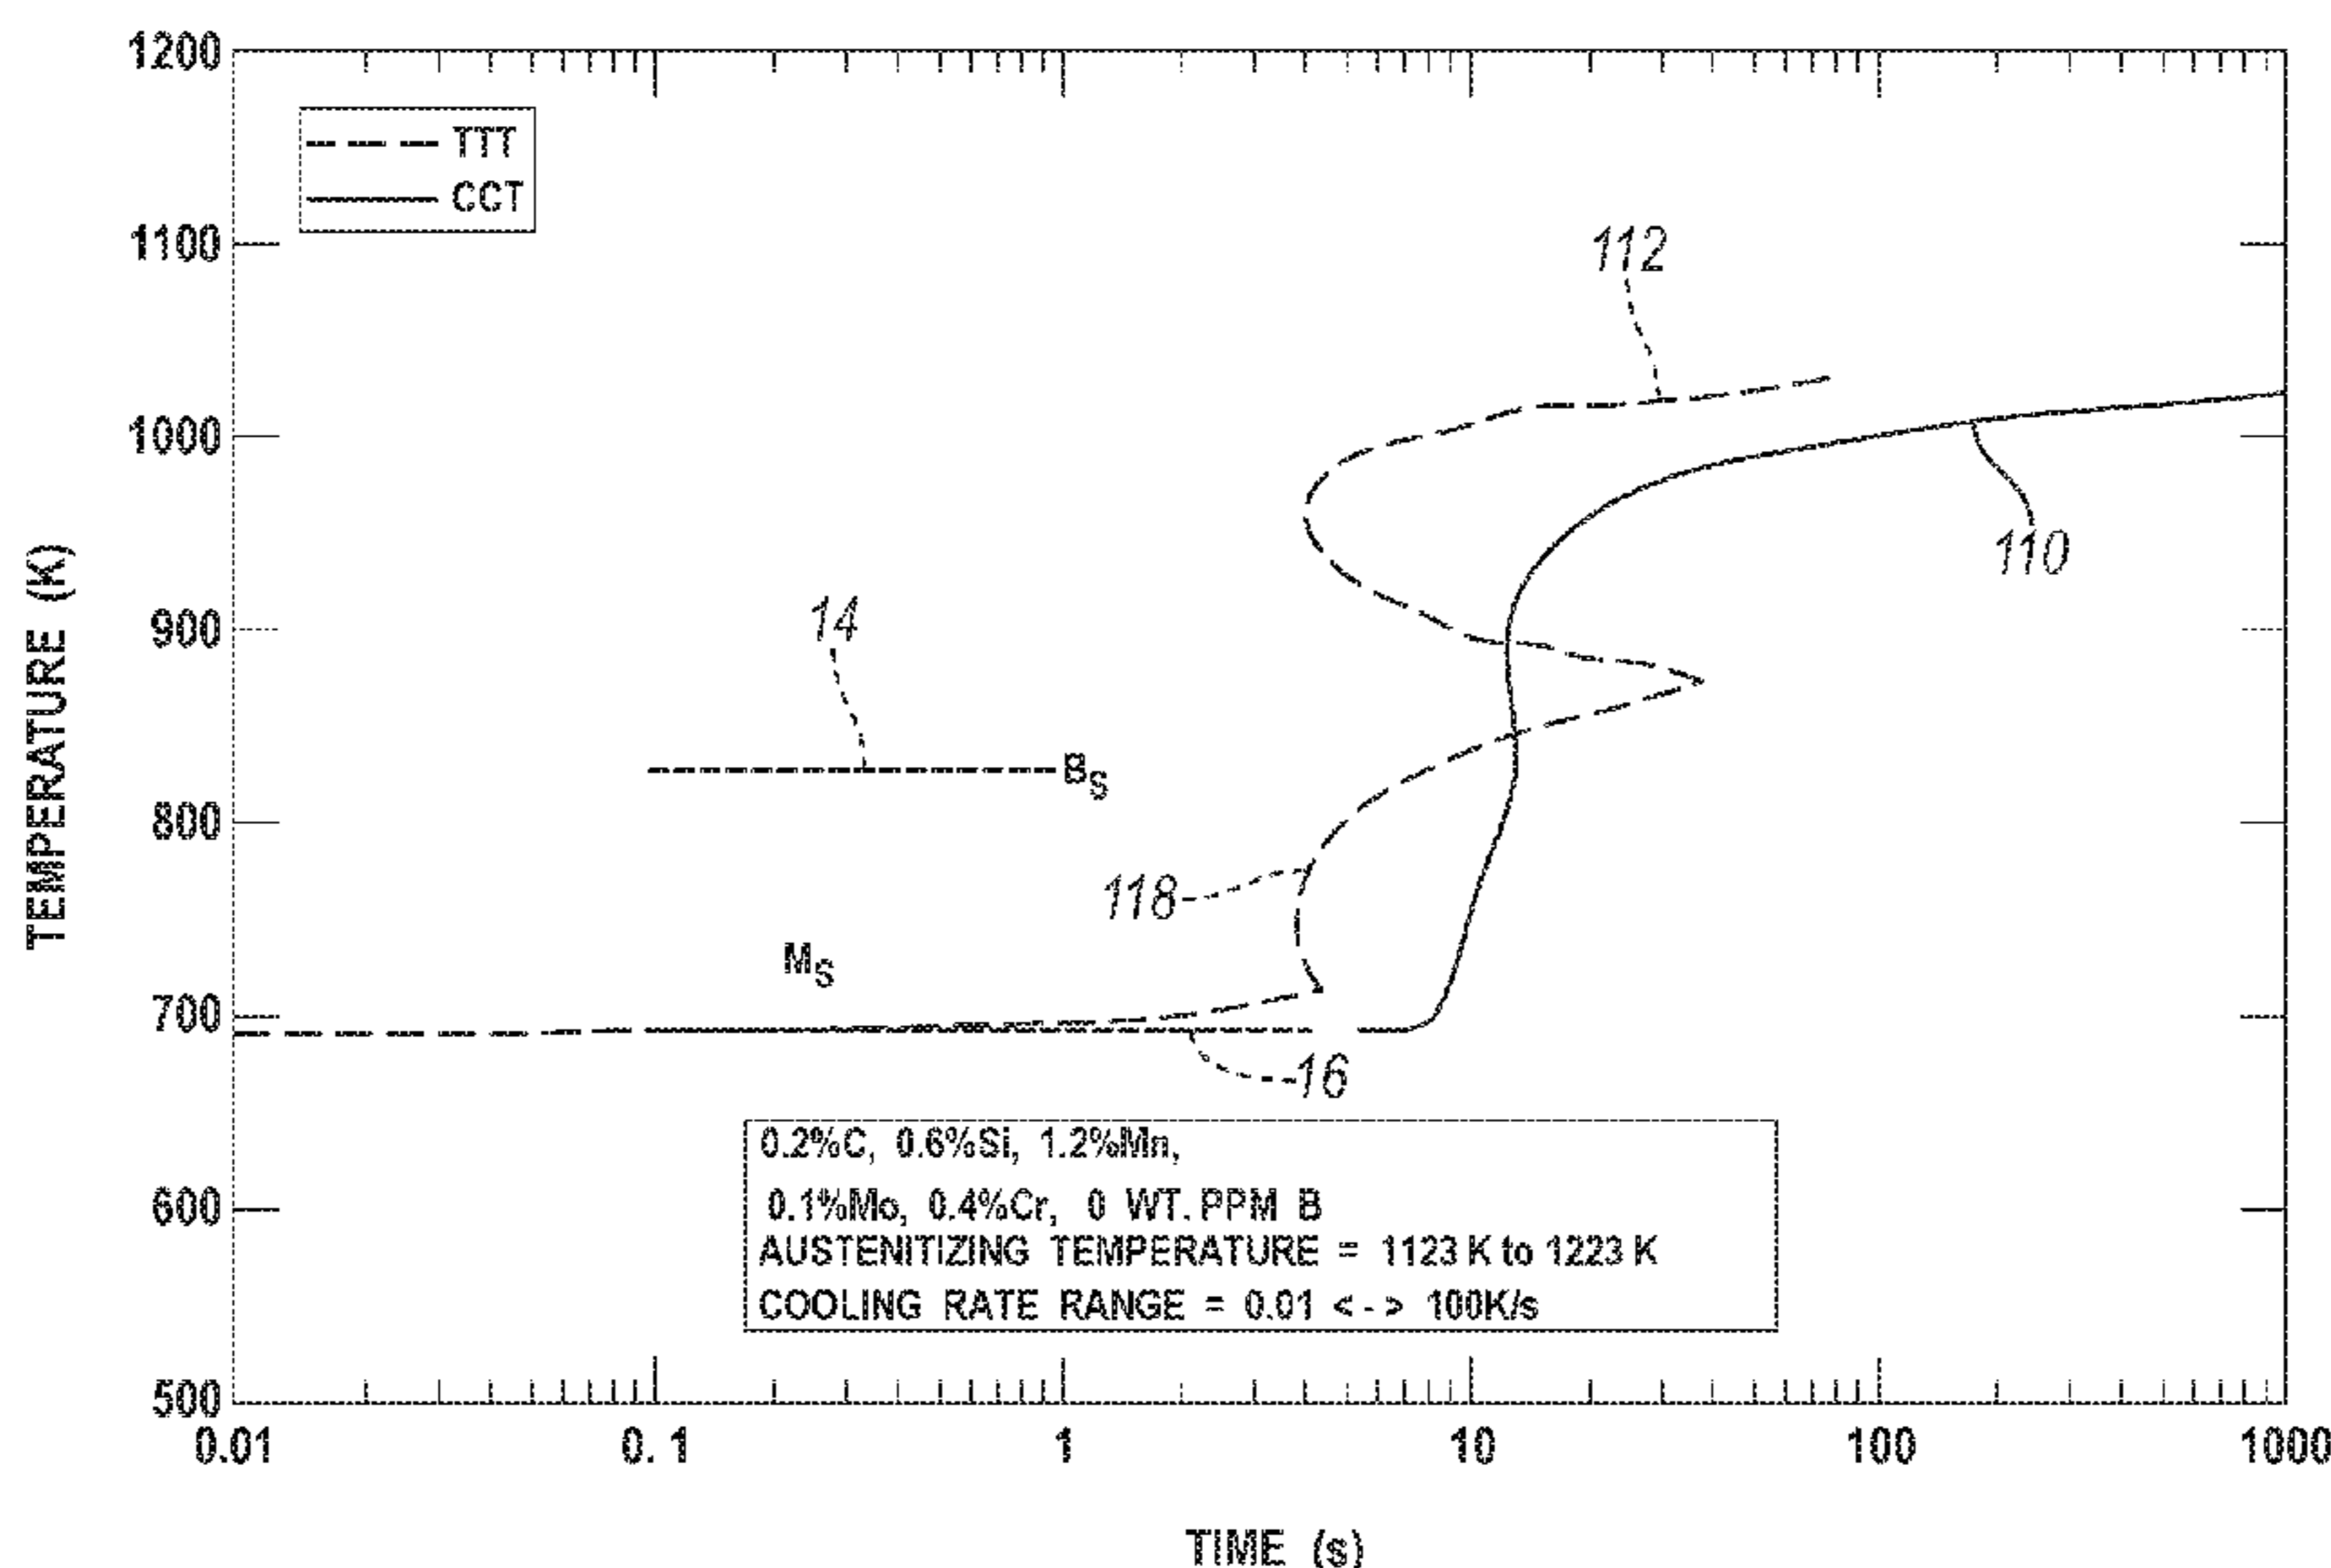 1200
TTT
CCT
1100
112
1000
110
TEMPERATURE (K)
900
14
BS
800
118
MS
700
16
0.2%C, 0.6%Si, 1.2%Mn,
0.1%Mo, 0.4%Cr, 0 WT.PPM B
600
AUSTENITIZING TEMPERATURE = 1123 K to 1223 K
COOLING RATE RANGE = 0.01 < - > 100K/s
500
0.01 0.1 1 10 100 1000
TIME (s)